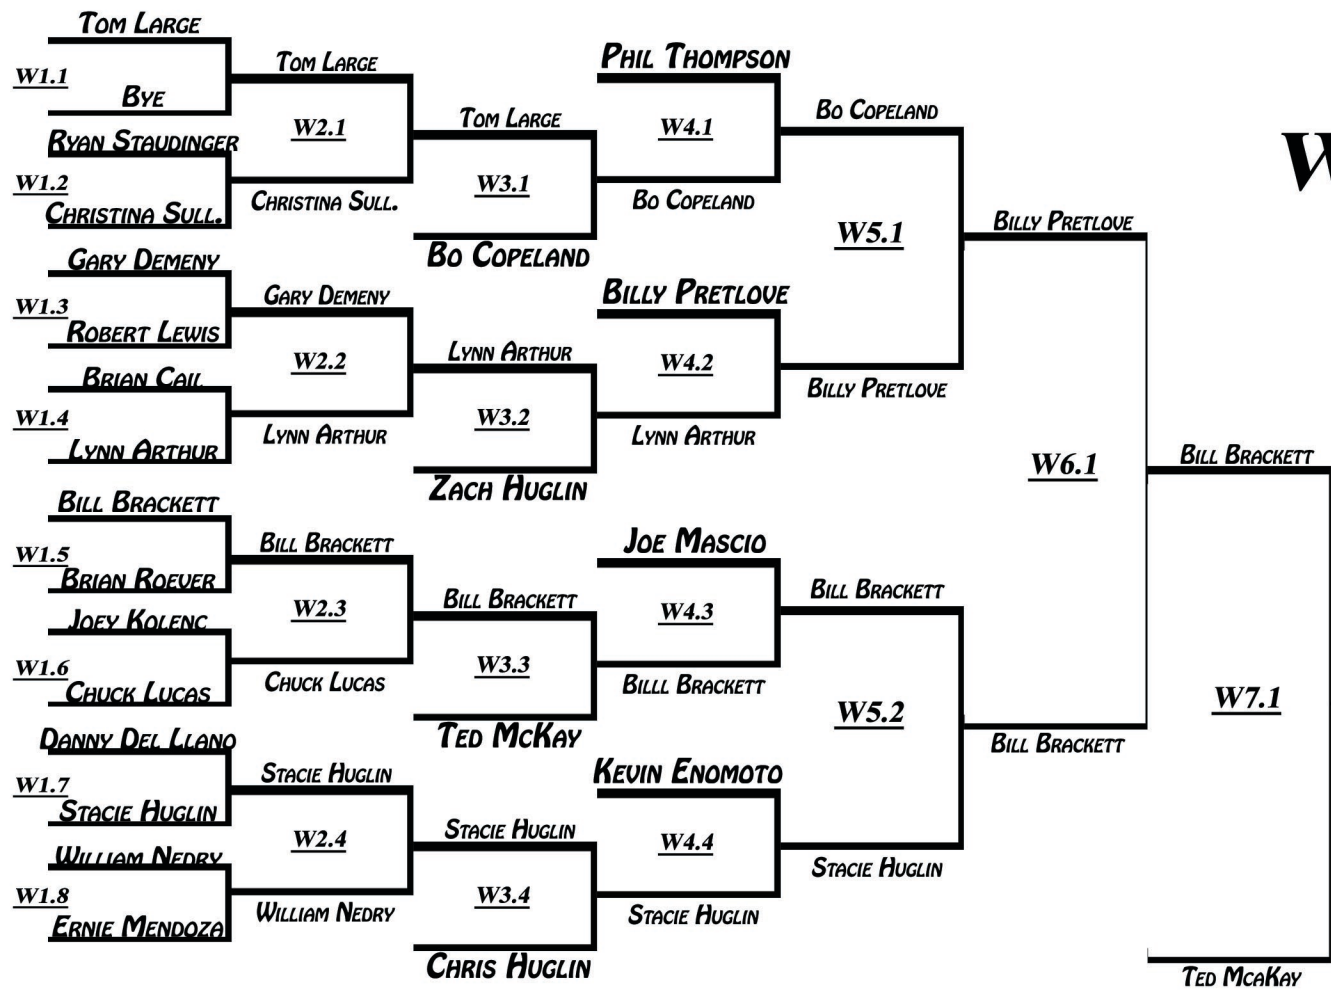 Tom Large
W1.1
Bye
Ryan Staudinger
W1.2
Christina Sull.
Gary Demeny
W1.3
Robert Lewis
Brian Cail
W1.4
Lynn Arthur
Bill Brackett
W1.5
Brian Roever
Joey Kolenc
W1.6
Chuck Lucas
Danny Del Llano
W1.7
Stacie Huglin
William Nedry
W1.8
Ernie Mendoza
Tom Large
W2.1
Christina Sull.
Gary Demeny
W2.2
Lynn Arthur
Bill Brackett
W2.3
Chuck Lucas
Stacie Huglin
W2.4
William Nedry
Tom Large
W3.1
Bo Copeland
Lynn Arthur
W3.2
Zach Huglin
Bill Brackett
W3.3
Ted McKay
Stacie Huglin
W3.4
Chris Huglin
Phil Thompson
W4.1
Bo Copeland
Billy Pretlove
W4.2
Lynn Arthur
Joe Mascio
W4.3
Billl Brackett
Kevin Enomoto
W4.4
Stacie Huglin
Bo Copeland
W5.1
Billy Pretlove
Bill Brackett
W5.2
Stacie Huglin
Billy Pretlove
W6.1
Bill Brackett
Bill Brackett
W7.1
Ted McaKay
W